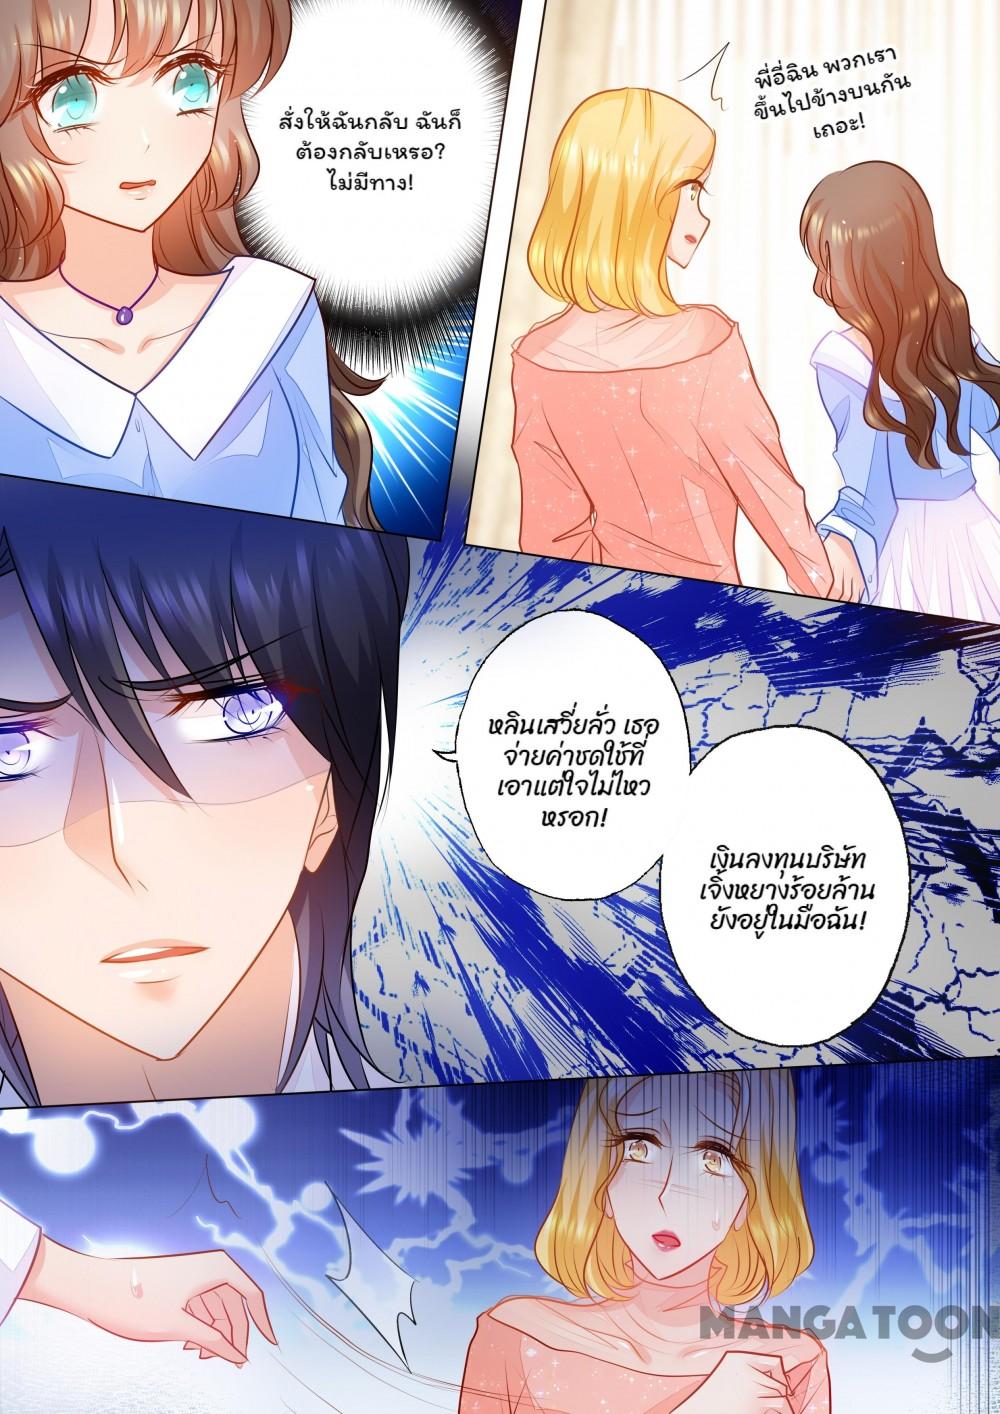 สั่งให้ฉันกลับ ฉันก็
ต้องกลับเหรอ?
ไม่มีทาง!
พี่อี่ฉิน พวกเรา
ขึ้นไปข้างบนกัน
เถอะ!
หลินเสวี่ยลั่ว เธอ
จ่ายค่าชดใช้ที่
เอาแต่ใจไม่ไหว
หรอก!
เงินลงทุนบริษัท
เจิ้งหยางร้อยล้าน
ยังอยู่ในมือฉัน!
MANGATOON